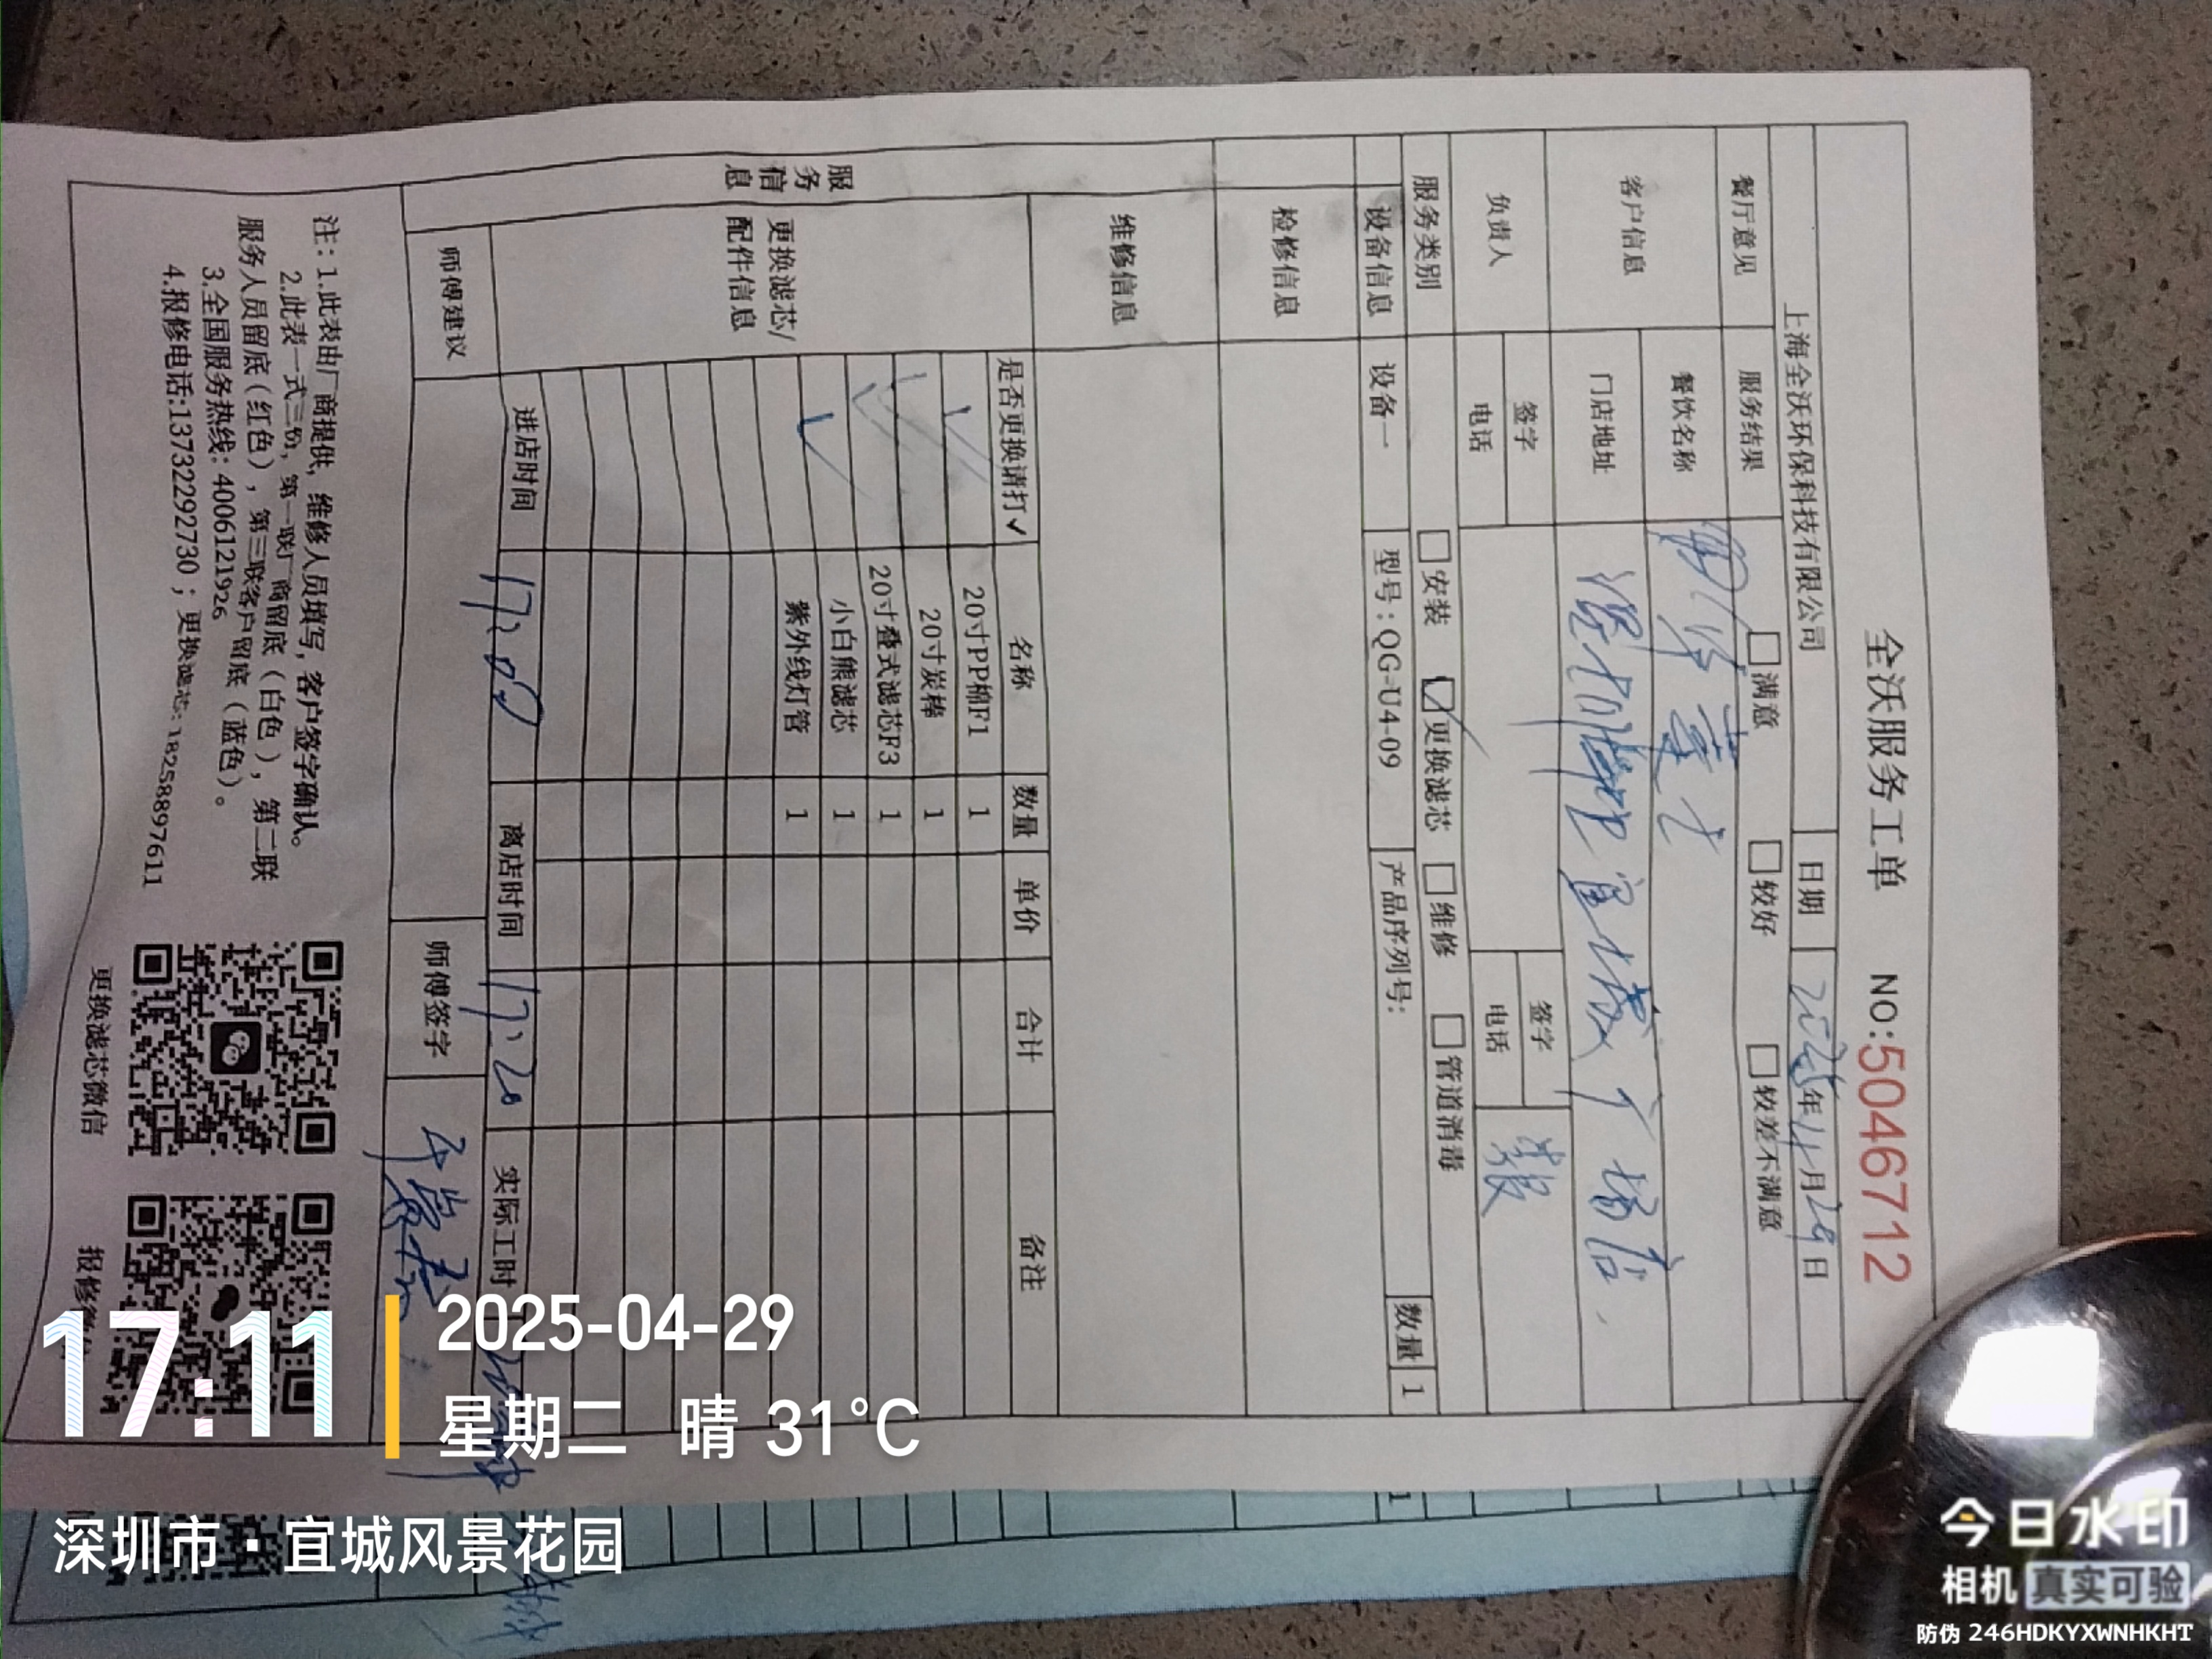 全沃服务工单 NO:5046712
上海全沃环保科技有限公司 日期 2025年4月29日
餐厅意见 服务结果 □满意 □较好 □较差不满意
客户信息 餐饮名称
门店地址
负责人 签字 签字
电话 电话
服务类别 □安装 ☑更换滤芯 □维修 □管道消毒
设备信息 设备一 型号:QG-U4-09 产品序列号: 数量 1
服务信息
检修信息
维修信息
更换滤芯/配件信息
是否更换请打✓ 名称 数量 单价 合计 备注
✓ 20寸PP棉F1 1
✓ 20寸炭棒 1
✓ 20寸叠式滤芯F3 1
小白熊滤芯 1
✓ 紫外线灯管 1
进店时间 17:00 离店时间 17:20 实际工时
师傅建议 师傅签字
注:1.此表由厂商提供,维修人员填写,客户签字确认。
2.此表一式三份,第一联厂商留底(白色),第二联
服务人员留底(红色),第三联客户留底(蓝色)。
3.全国服务热线:4006121926
4.报修电话:13732292730;更换滤芯:18258897611
更换滤芯微信 报修微信
17:11
2025-04-29
星期二 晴 31°C
深圳市·宜城风景花园
今日水印
相机 真实可验
防伪 246HDKYXWNHKHT